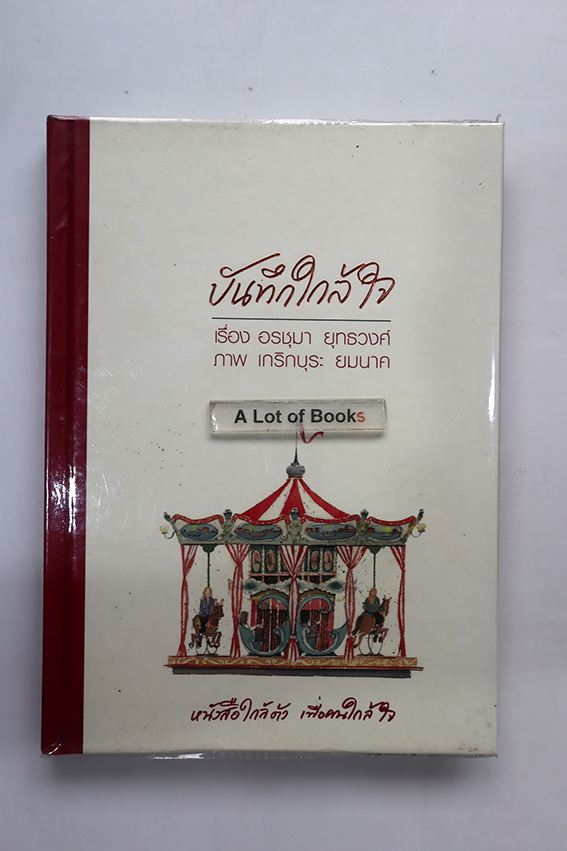 บันทึกใกล้ใจ
เรื่อง อรชุมา ยุทธวงศ์
ภาพ เกริกบุระ ยมนาค
A Lot of Books
หนังสือใกล้ตัว เพื่อคนใกล้ใจ